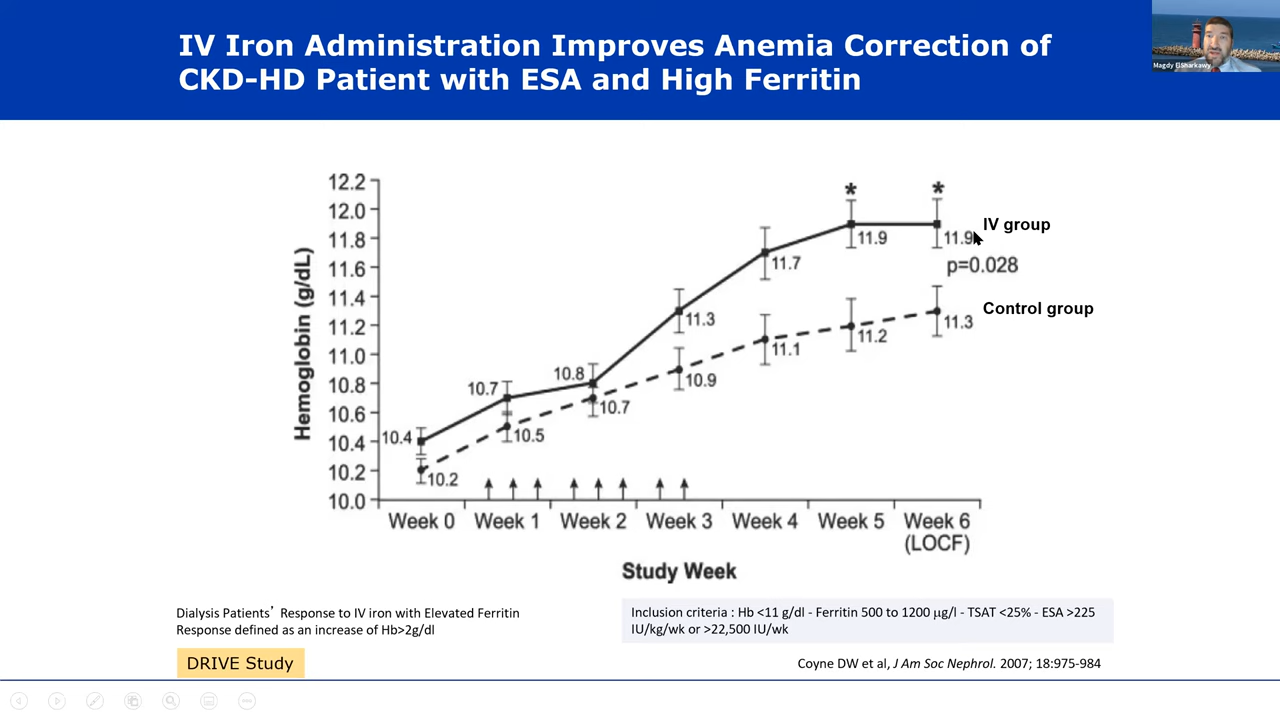 IV Iron Administration Improves Anemia Correction of
CKD-HD Patient with ESA and High Ferritin
Magdy ElSharkawy
Hemoglobin (g/dL)
12.2
12.0
11.8
11.6
11.4
11.2
11.0
10.8
10.6
10.4
10.2
10.0
10.4
10.7
10.8
11.3
11.7
11.9
11.9
10.2
10.5
10.7
10.9
11.1
11.2
11.3
*
*
IV group
p=0.028
Control group
Week 0
Week 1
Week 2
Week 3
Week 4
Week 5
Week 6
(LOCF)
Study Week
Dialysis Patients’ Response to IV iron with Elevated Ferritin
Response defined as an increase of Hb>2g/dl
Inclusion criteria : Hb <11 g/dl - Ferritin 500 to 1200 μg/l - TSAT <25% - ESA >225
IU/kg/wk or >22,500 IU/wk
DRIVE Study
Coyne DW et al, J Am Soc Nephrol. 2007; 18:975-984